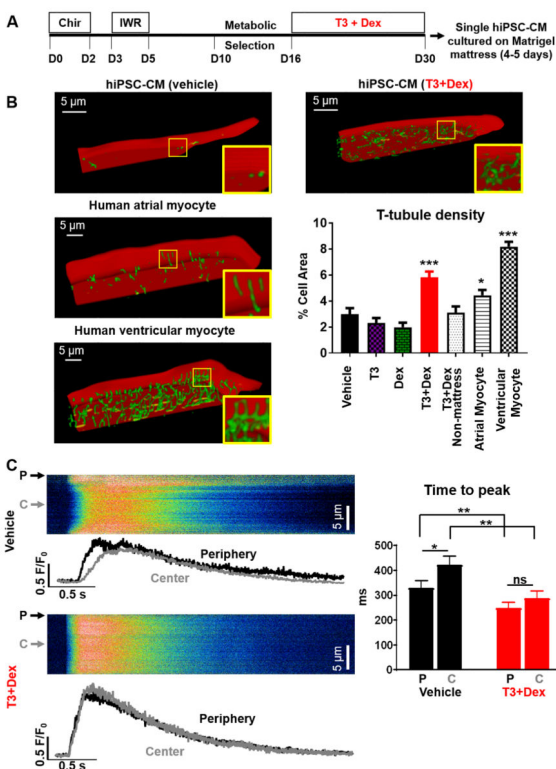 A
Chir
IWR
Metabolic
Selection
T3 + Dex
D0 D2 D3 D5 D10 D16 D30
Single hiPSC-CM
cultured on Matrigel
mattress (4-5 days)
B
hiPSC-CM (vehicle)
5 µm
hiPSC-CM (T3+Dex)
5 µm
Human atrial myocyte
5 µm
Human ventricular myocyte
5 µm
T-tubule density
% Cell Area
10
8
6
4
2
0
***
*
***
Vehicle
T3
Dex
T3+Dex
T3+Dex
Non-mattress
Atrial Myocyte
Ventricular
Myocyte
C
Vehicle
P
C
5 µm
Periphery
Center
0.5 F/F0
0.5 s
T3+Dex
P
C
5 µm
Periphery
Center
0.5 F/F0
0.5 s
Time to peak
ms
500
400
300
200
100
0
**
**
*
ns
P C P C
Vehicle T3+Dex